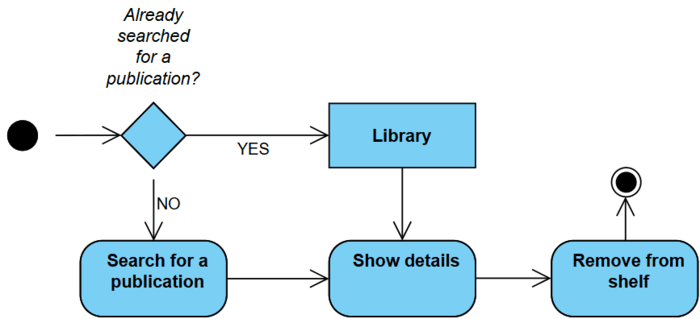 Already
searched
for a
publication?
YES
Library
NO
Search for a
publication
Show details
Remove from
shelf